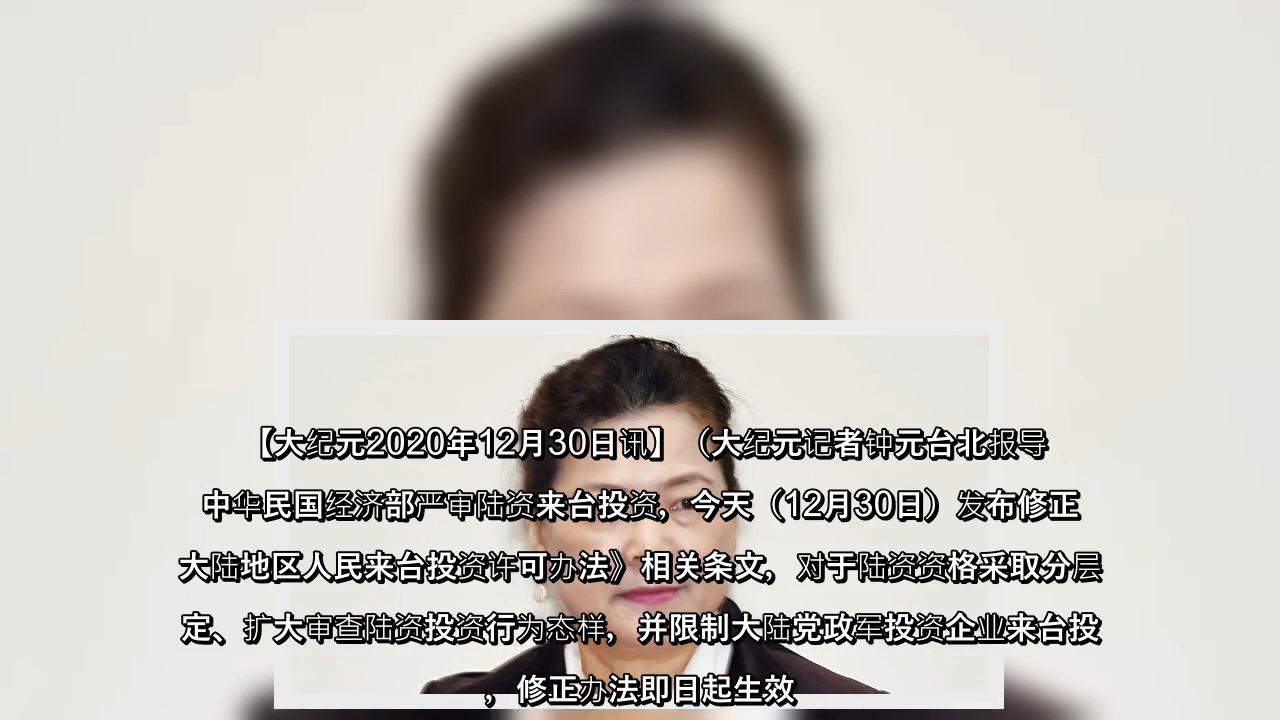 【大纪元2020年12月30日讯】（大纪元记者钟元台北报导
中华民国经济部严审陆资来台投资，今天（12月30日）发布修正
大陆地区人民来台投资许可办法》相关条文，对于陆资资格采取分层
定、扩大审查陆资投资行为态样，并限制大陆党政军投资企业来台投
，修正办法即日起生效